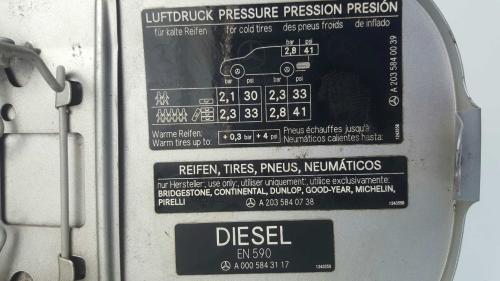 LUFTDRUCK PRESSURE PRESSION PRESIÓN
für kalte Reifen for cold tires des pneus froids de inflado
bar psi
2,8 41
2,1 30 2,3 33
2,3 33 2,8 41
bar psi bar psi
Warme Reifen: Pneus échauffes jusqu'à
Warm tires up to: +0,3 bar +4 psi Neumáticos calientes hasta:
A 203 584 00 39
REIFEN, TIRES, PNEUS, NEUMÁTICOS
nur Hersteller; use only; utiliser uniquement; utilice exclusivamente:
BRIDGESTONE, CONTINENTAL, DUNLOP, GOOD-YEAR, MICHELIN,
PIRELLI
A 203 584 07 38
DIESEL
EN 590
A 000 584 31 17